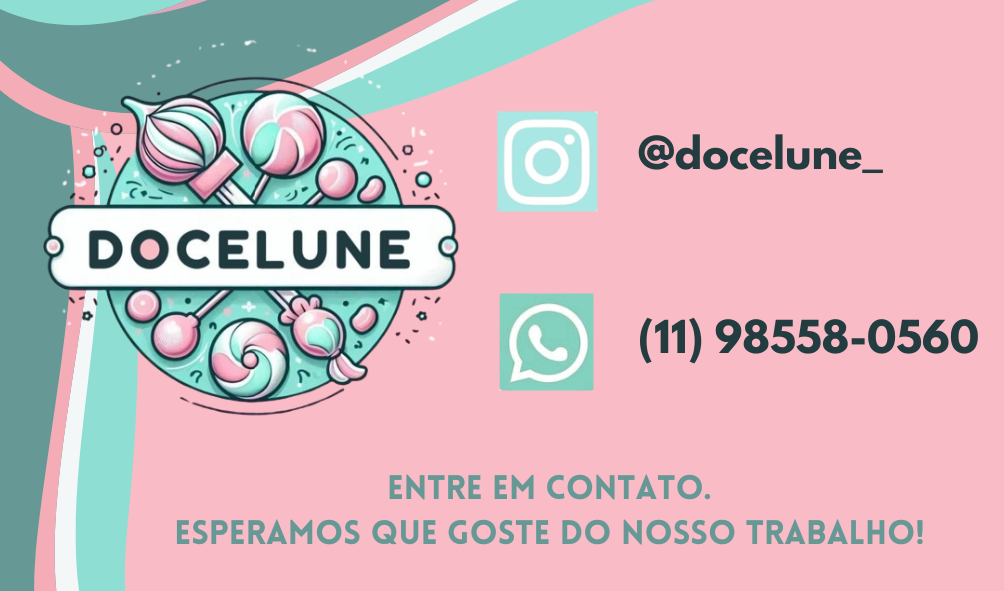 DOCELUNE
@docelune_
(11) 98558-0560
ENTRE EM CONTATO.
ESPERAMOS QUE GOSTE DO NOSSO TRABALHO!